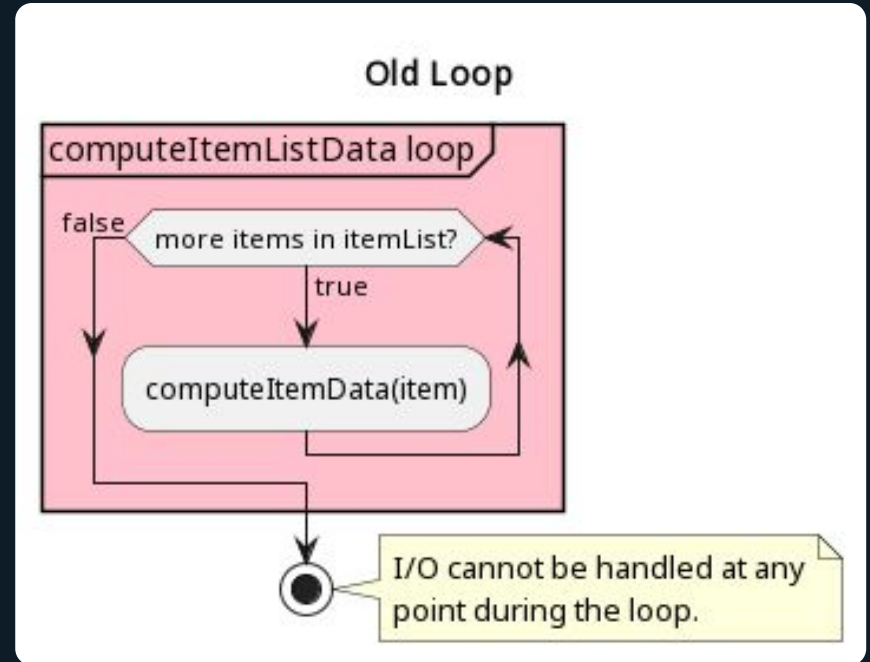 Old Loop
computeItemListData loop
false
more items in itemList?
true
computeItemData(item)
I/O cannot be handled at any
point during the loop.